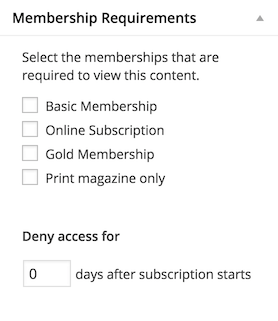 Membership Requirements
Select the memberships that are
required to view this content.
Basic Membership
Online Subscription
Gold Membership
Print magazine only
Deny access for
0 days after subscription starts